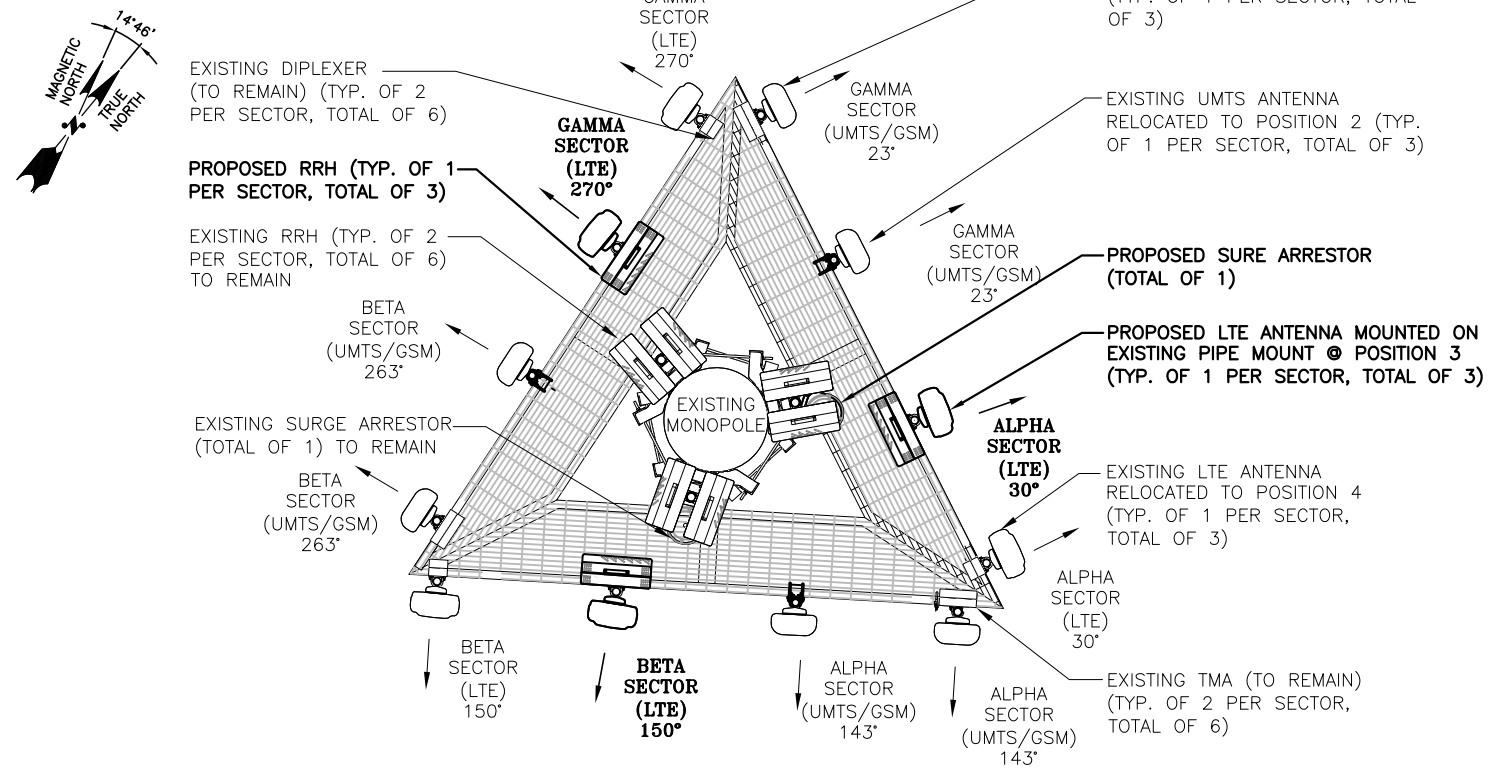 14°46'
MAGNETIC
NORTH
TRUE
NORTH
N
GAMMA
SECTOR
(LTE)
270°
(TYP. OF 1 PER SECTOR, TOTAL
OF 3)
EXISTING DIPLEXER
(TO REMAIN) (TYP. OF 2
PER SECTOR, TOTAL OF 6)
GAMMA
SECTOR
(UMTS/GSM)
23°
EXISTING UMTS ANTENNA
RELOCATED TO POSITION 2 (TYP.
OF 1 PER SECTOR, TOTAL OF 3)
GAMMA
SECTOR
(LTE)
270°
PROPOSED RRH (TYP. OF 1
PER SECTOR, TOTAL OF 3)
EXISTING RRH (TYP. OF 2
PER SECTOR, TOTAL OF 6)
TO REMAIN
GAMMA
SECTOR
(UMTS/GSM)
23°
PROPOSED SURE ARRESTOR
(TOTAL OF 1)
BETA
SECTOR
(UMTS/GSM)
263°
PROPOSED LTE ANTENNA MOUNTED ON
EXISTING PIPE MOUNT @ POSITION 3
(TYP. OF 1 PER SECTOR, TOTAL OF 3)
EXISTING
MONOPOLE
EXISTING SURGE ARRESTOR
(TOTAL OF 1) TO REMAIN
ALPHA
SECTOR
(LTE)
30°
BETA
SECTOR
(UMTS/GSM)
263°
EXISTING LTE ANTENNA
RELOCATED TO POSITION 4
(TYP. OF 1 PER SECTOR,
TOTAL OF 3)
ALPHA
SECTOR
(LTE)
30°
BETA
SECTOR
(LTE)
150°
BETA
SECTOR
(LTE)
150°
ALPHA
SECTOR
(UMTS/GSM)
143°
ALPHA
SECTOR
(UMTS/GSM)
143°
EXISTING TMA (TO REMAIN)
(TYP. OF 2 PER SECTOR,
TOTAL OF 6)